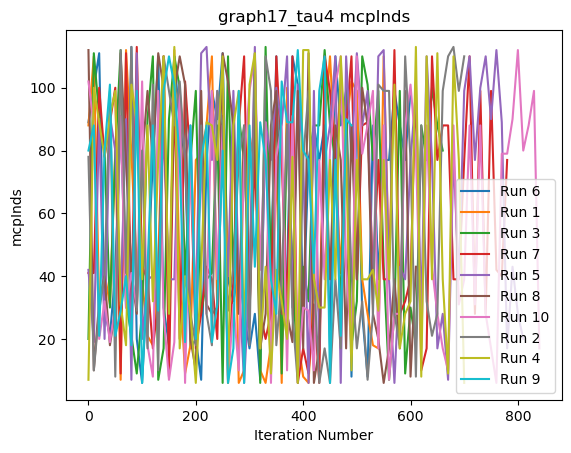 graph17_tau4 mcpInds
mcpInds
100
80
60
40
20
0
200
400
600
800
Iteration Number
Run 6
Run 1
Run 3
Run 7
Run 5
Run 8
Run 10
Run 2
Run 4
Run 9